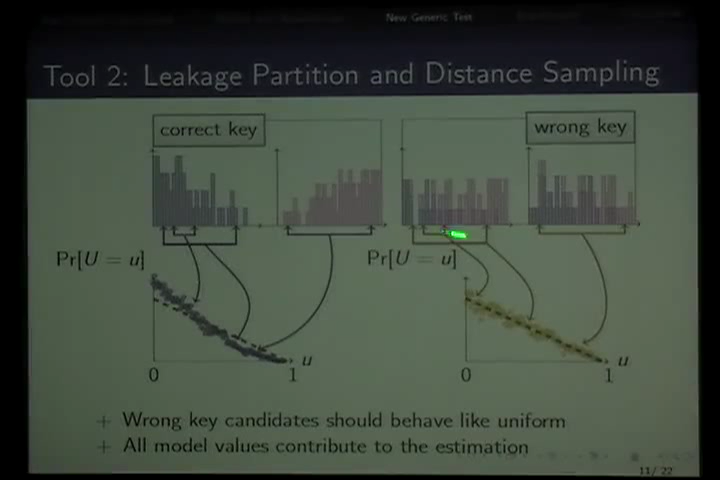 New Generic Test
Tool 2: Leakage Partition and Distance Sampling
correct key
wrong key
Pr[U = u]
Pr[U = u]
u
u
0
1
0
1
+ Wrong key candidates should behave like uniform
+ All model values contribute to the estimation
11 / 22